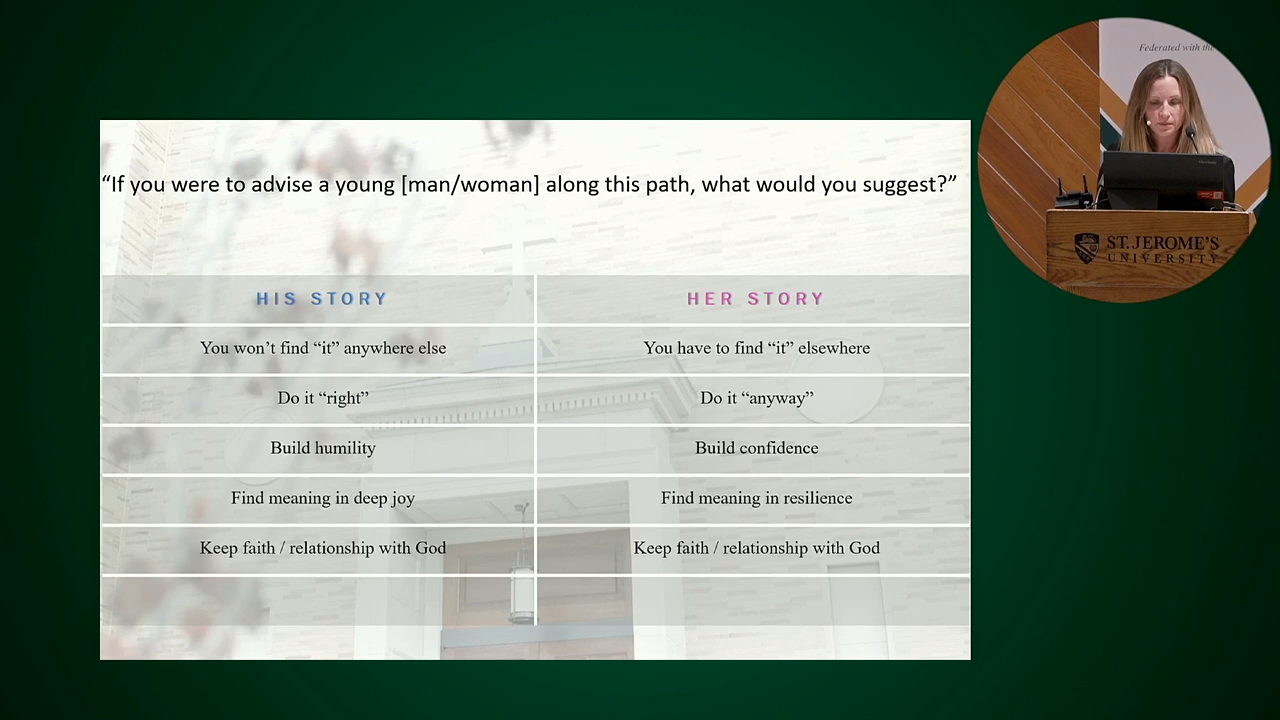 Federated with the
ST. JEROME'S
UNIVERSITY
“If you were to advise a young [man/woman] along this path, what would you suggest?”
HIS STORY
HER STORY
You won’t find “it” anywhere else
You have to find “it” elsewhere
Do it “right”
Do it “anyway”
Build humility
Build confidence
Find meaning in deep joy
Find meaning in resilience
Keep faith / relationship with God
Keep faith / relationship with God